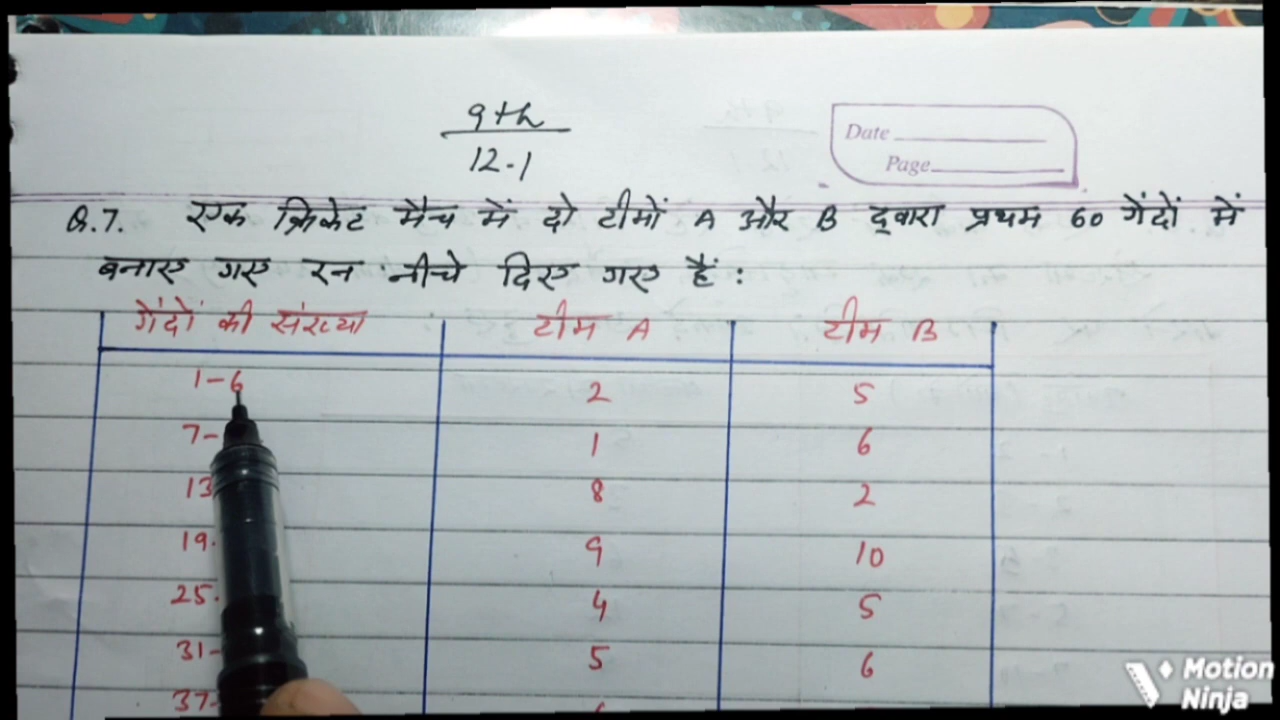 9th
12.1
Date
Page
Q.7. एक क्रिकेट मैच में दो टीमों A और B द्वारा प्रथम 60 गेंदों में
बनाए गए रन नीचे दिए गए हैं :
गेंदों की संख्या टीम A टीम B
1-6 2 5
7- 1 6
13 8 2
19- 9 10
25- 4 5
31- 5 6
37-
Motion
Ninja